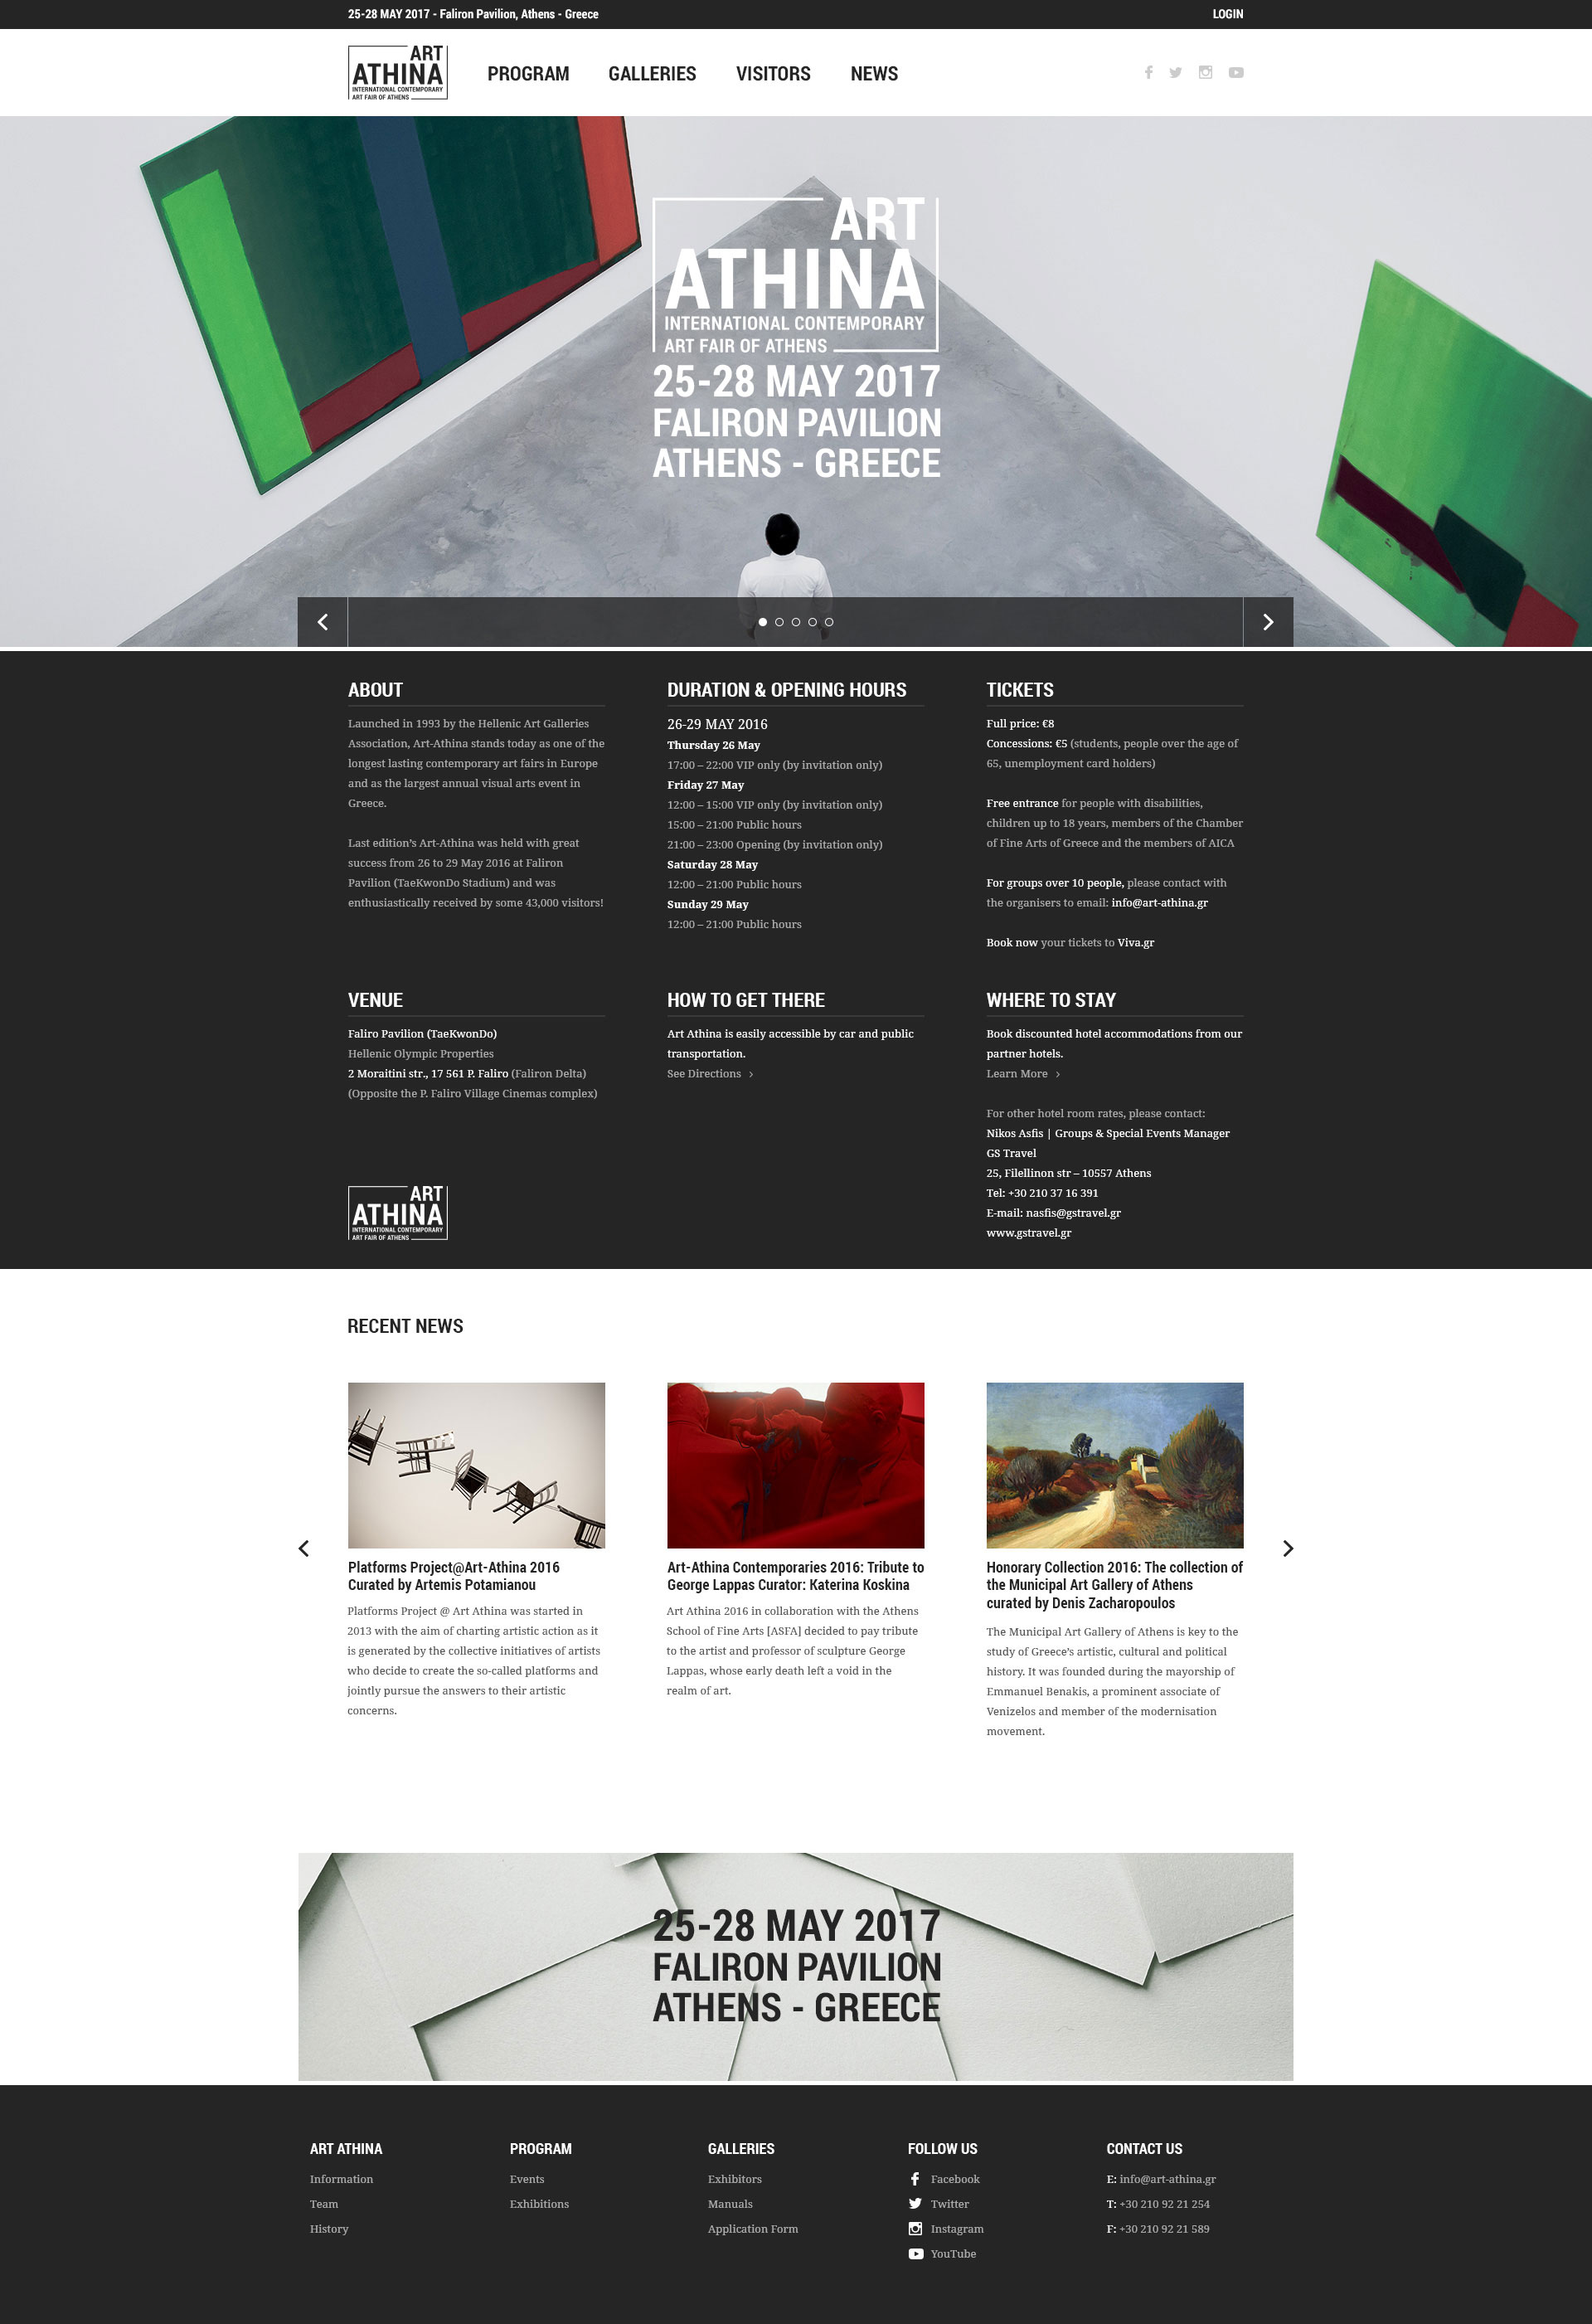 25-28 MAY 2017 - Faliron Pavilion, Athens - Greece
LOGIN
ART
ATHINA
INTERNATIONAL CONTEMPORARY
ART FAIR OF ATHENS
PROGRAM
GALLERIES
VISITORS
NEWS
ART
ATHINA
INTERNATIONAL CONTEMPORARY
ART FAIR OF ATHENS
25-28 MAY 2017
FALIRON PAVILION
ATHENS - GREECE
ABOUT
Launched in 1993 by the Hellenic Art Galleries
Association, Art-Athina stands today as one of the
longest lasting contemporary art fairs in Europe
and as the largest annual visual arts event in
Greece.
Last edition's Art-Athina was held with great
success from 26 to 29 May 2016 at Faliron
Pavilion (TaeKwonDo Stadium) and was
enthusiastically received by some 43,000 visitors!
DURATION & OPENING HOURS
26-29 MAY 2016
Thursday 26 May
17:00 – 22:00 VIP only (by invitation only)
Friday 27 May
12:00 – 15:00 VIP only (by invitation only)
15:00 – 21:00 Public hours
21:00 – 23:00 Opening (by invitation only)
Saturday 28 May
12:00 – 21:00 Public hours
Sunday 29 May
12:00 – 21:00 Public hours
TICKETS
Full price: €8
Concessions: €5 (students, people over the age of
65, unemployment card holders)
Free entrance for people with disabilities,
children up to 18 years, members of the Chamber
of Fine Arts of Greece and the members of AICA
For groups over 10 people, please contact with
the organisers to email: info@art-athina.gr
Book now your tickets to Viva.gr
VENUE
Faliro Pavilion (TaeKwonDo)
Hellenic Olympic Properties
2 Moraitini str., 17 561 P. Faliro (Faliron Delta)
(Opposite the P. Faliro Village Cinemas complex)
ART
ATHINA
INTERNATIONAL CONTEMPORARY
ART FAIR OF ATHENS
HOW TO GET THERE
Art Athina is easily accessible by car and public
transportation.
See Directions
WHERE TO STAY
Book discounted hotel accommodations from our
partner hotels.
Learn More
For other hotel room rates, please contact:
Nikos Asfis | Groups & Special Events Manager
GS Travel
25, Filellinon str – 10557 Athens
Tel: +30 210 37 16 391
E-mail: nasfis@gstravel.gr
www.gstravel.gr
RECENT NEWS
Platforms Project@Art-Athina 2016
Curated by Artemis Potamianou
Platforms Project @ Art Athina was started in
2013 with the aim of charting artistic action as it
is generated by the collective initiatives of artists
who decide to create the so-called platforms and
jointly pursue the answers to their artistic
concerns.
Art-Athina Contemporaries 2016: Tribute to
George Lappas Curator: Katerina Koskina
Art Athina 2016 in collaboration with the Athens
School of Fine Arts [ASFA] decided to pay tribute
to the artist and professor of sculpture George
Lappas, whose early death left a void in the
realm of art.
Honorary Collection 2016: The collection of
the Municipal Art Gallery of Athens
curated by Denis Zacharopoulos
The Municipal Art Gallery of Athens is key to the
study of Greece's artistic, cultural and political
history. It was founded during the mayorship of
Emmanuel Benakis, a prominent associate of
Venizelos and member of the modernisation
movement.
25-28 MAY 2017
FALIRON PAVILION
ATHENS - GREECE
ART ATHINA
Information
Team
History
PROGRAM
Events
Exhibitions
GALLERIES
Exhibitors
Manuals
Application Form
FOLLOW US
Facebook
Twitter
Instagram
YouTube
CONTACT US
E: info@art-athina.gr
T: +30 210 92 21 254
F: +30 210 92 21 589